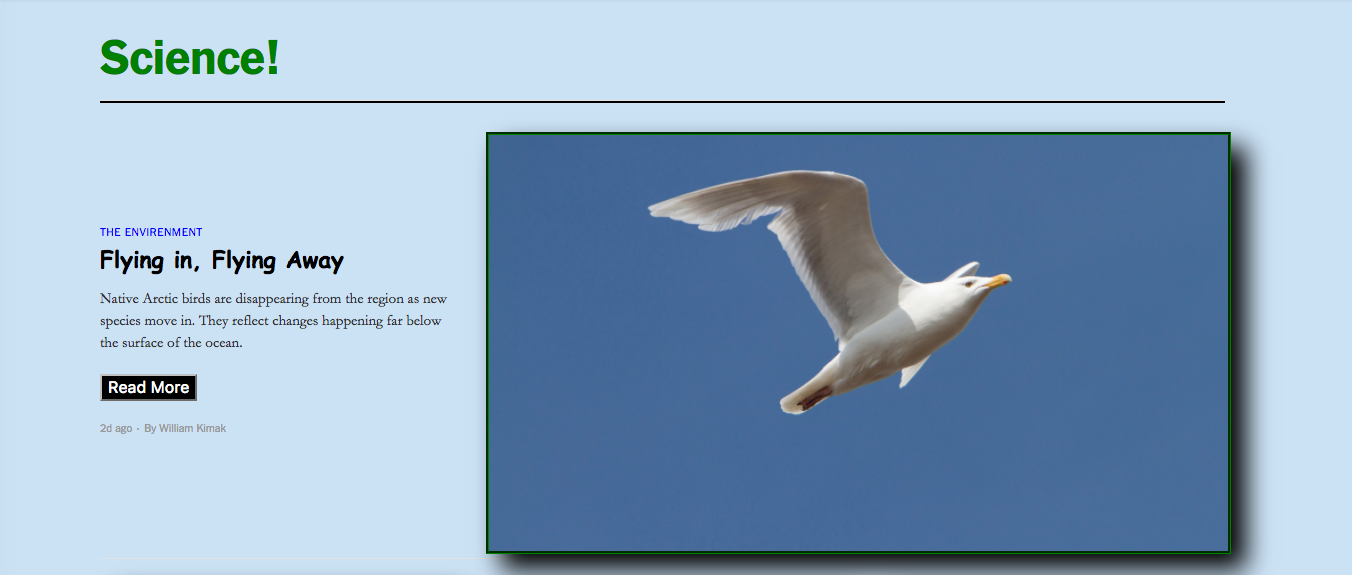 Science!
THE ENVIRENMENT
Flying in, Flying Away
Native Arctic birds are disappearing from the region as new
species move in. They reflect changes happening far below
the surface of the ocean.
Read More
2d ago · By William Kimak